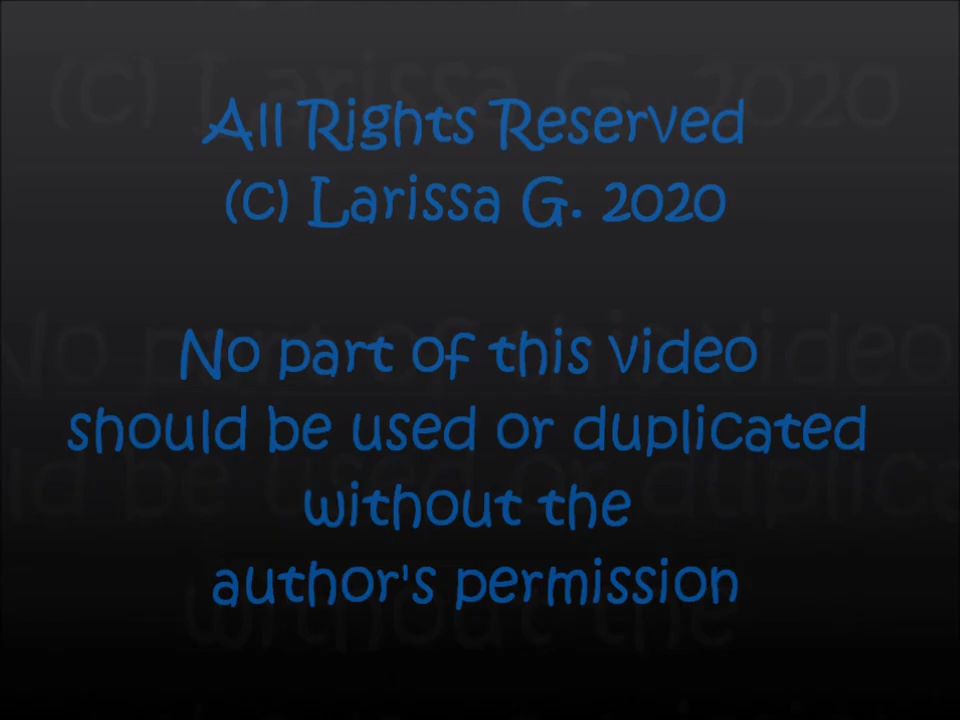 All Rights Reserved
(c) Larissa G. 2020
No part of this video
should be used or duplicated
without the
author's permission